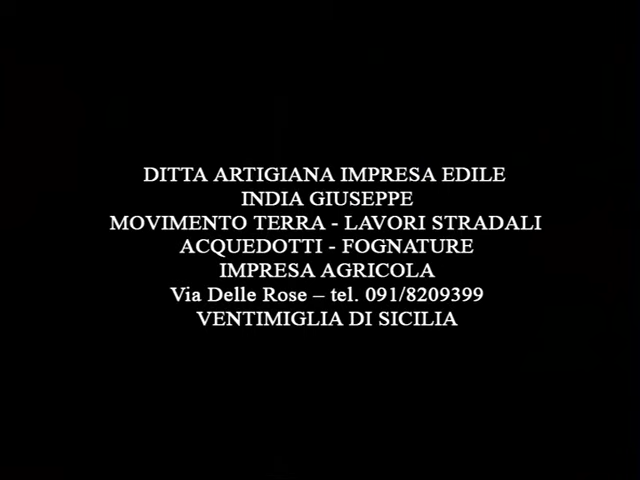 DITTA ARTIGIANA IMPRESA EDILE
INDIA GIUSEPPE
MOVIMENTO TERRA - LAVORI STRADALI
ACQUEDOTTI - FOGNATURE
IMPRESA AGRICOLA
Via Delle Rose – tel. 091/8209399
VENTIMIGLIA DI SICILIA